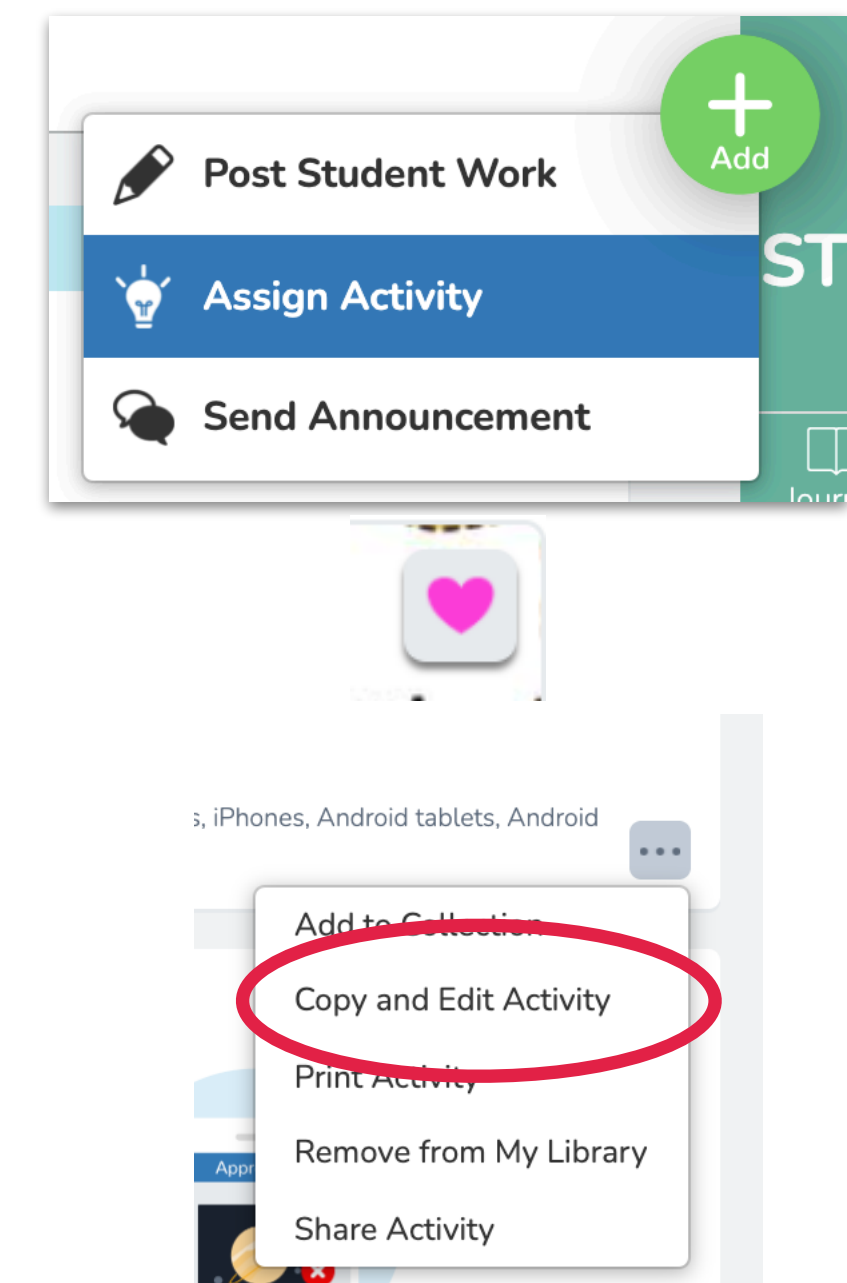 Add
Post Student Work
ST
Assign Activity
Send Announcement
s, iPhones, Android tablets, Android
Add to Collection
Copy and Edit Activity
Print Activity
Remove from My Library
Appr
Share Activity